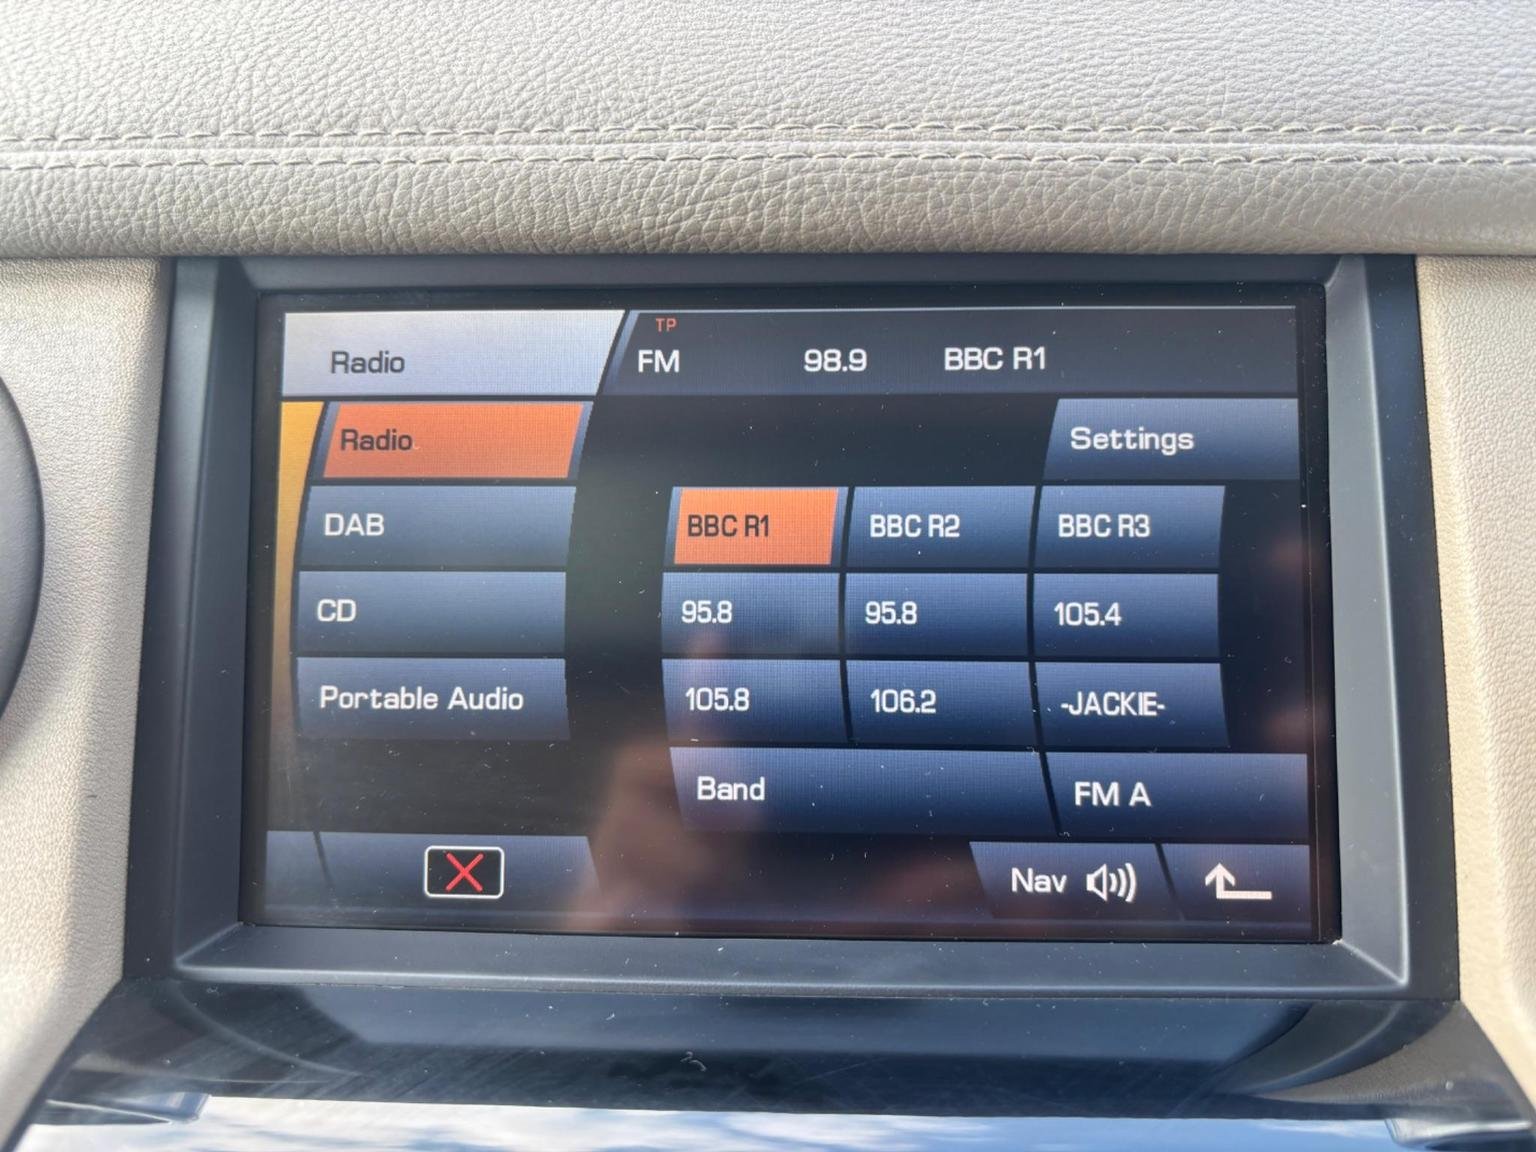 TP
Radio FM 98.9 BBC R1
Radio Settings
DAB BBC R1 BBC R2 BBC R3
CD 95.8 95.8 105.4
Portable Audio 105.8 106.2 -JACKIE-
Band FM A
Nav